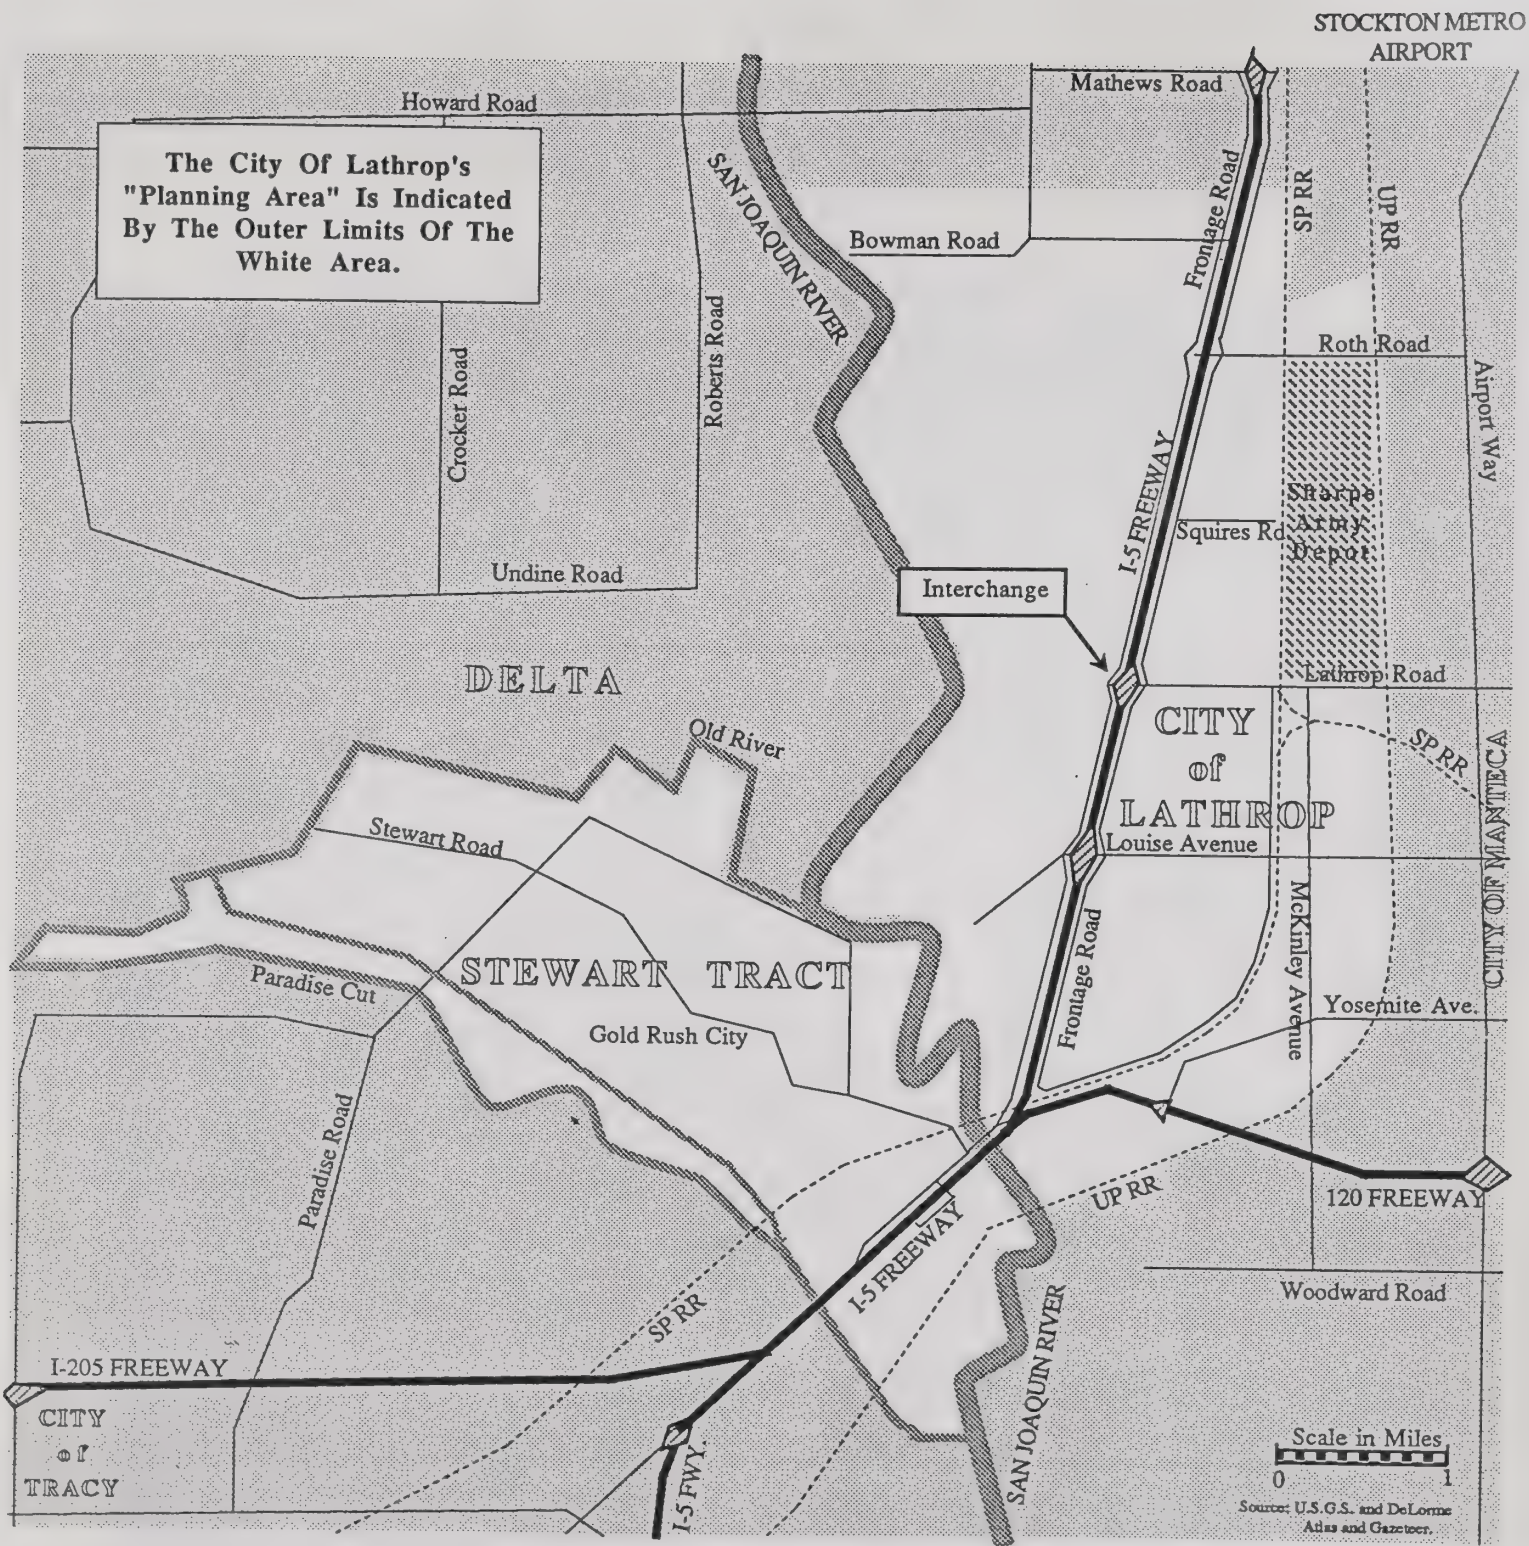 STOCKTON METRO
AIRPORT
Mathews Road
Howard Road
The City Of Lathrop's
"Planning Area" Is Indicated
By The Outer Limits Of The
White Area.
SAN JOAQUIN RIVER
Frontage Road
SP RR
UP RR
Bowman Road
Roberts Road
Crocker Road
Roth Road
Airport Way
I-5 FREEWAY
Sharpe
Army
Depot
Squires Rd
Undine Road
Interchange
DELTA
Lathrop Road
CITY
of
LATHROP
Old River
SP RR
CITY OF MANTECA
Stewart Road
Louise Avenue
McKinley Avenue
Frontage Road
STEWART TRACT
Paradise Cut
Gold Rush City
Yosemite Ave.
Paradise Road
UP RR
120 FREEWAY
I-5 FREEWAY
Woodward Road
SP RR
SAN JOAQUIN RIVER
I-205 FREEWAY
CITY
of
TRACY
I-5 FWY.
Scale in Miles
0 1
Source: U.S.G.S. and DeLorme
Atlas and Gazeteer.